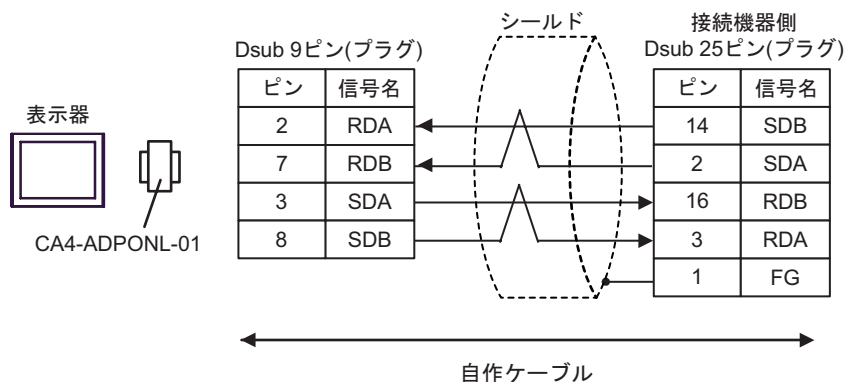 シールド
接続機器側
Dsub 9ピン(プラグ)
Dsub 25ピン(プラグ)
ピン 信号名
ピン 信号名
表示器
2 RDA
14 SDB
7 RDB
2 SDA
3 SDA
16 RDB
8 SDB
3 RDA
1 FG
CA4-ADPONL-01
自作ケーブル